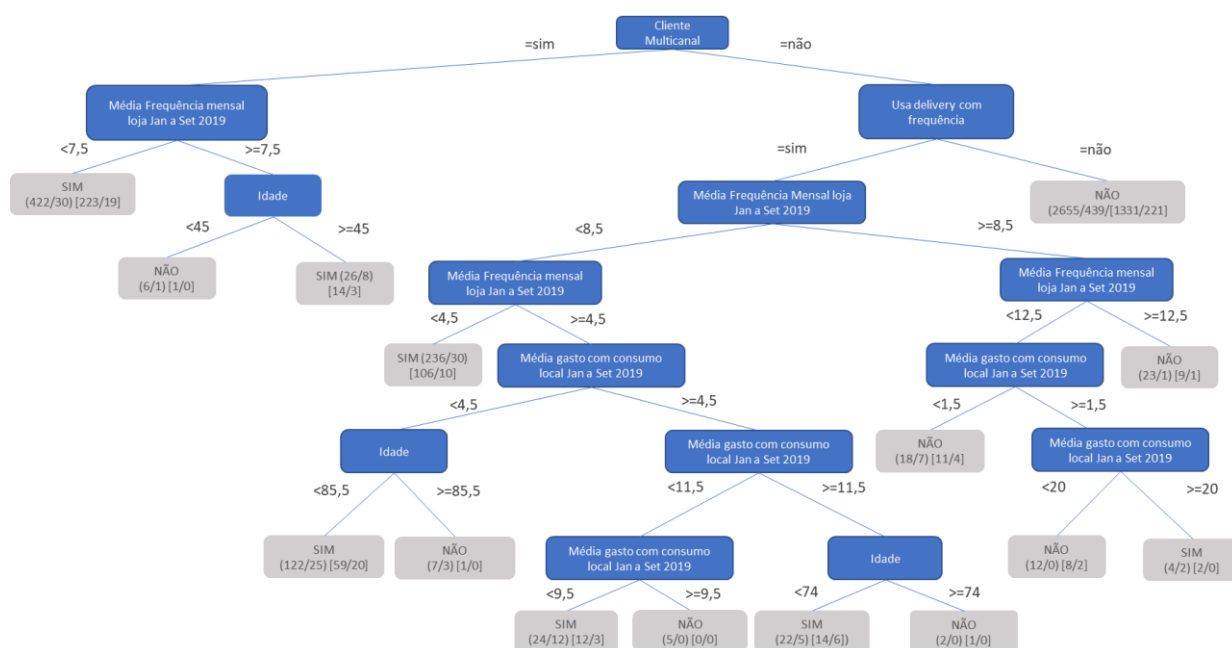 Cliente
Multicanal
=sim
=não
Média Frequência mensal
loja Jan a Set 2019
Usa delivery com
frequência
<7,5
>=7,5
=sim
=não
SIM
(422/30) [223/19]
Idade
Média Frequência Mensal loja
Jan a Set 2019
NÃO
(2655/439/[1331/221]
<45
>=45
<8,5
>=8,5
NÃO
(6/1) [1/0]
SIM (26/8)
[14/3]
Média Frequência mensal
loja Jan a Set 2019
Média Frequência mensal
loja Jan a Set 2019
<4,5
>=4,5
<12,5
>=12,5
SIM (236/30)
[106/10]
Média gasto com consumo
local Jan a Set 2019
Média gasto com consumo
local Jan a Set 2019
NÃO
(23/1) [9/1]
<4,5
>=4,5
<1,5
>=1,5
Idade
Média gasto com consumo
local Jan a Set 2019
NÃO
(18/7) [11/4]
Média gasto com consumo
local Jan a Set 2019
<85,5
>=85,5
<11,5
>=11,5
<20
>=20
SIM
(122/25) [59/20]
NÃO
(7/3) [1/0]
Média gasto com consumo
local Jan a Set 2019
Idade
NÃO
(12/0) [8/2]
SIM
(4/2) [2/0]
<9,5
>=9,5
<74
>=74
SIM
(24/12) [12/3]
NÃO
(5/0) [0/0]
SIM
(22/5) [14/6])
NÃO
(2/0) [1/0]